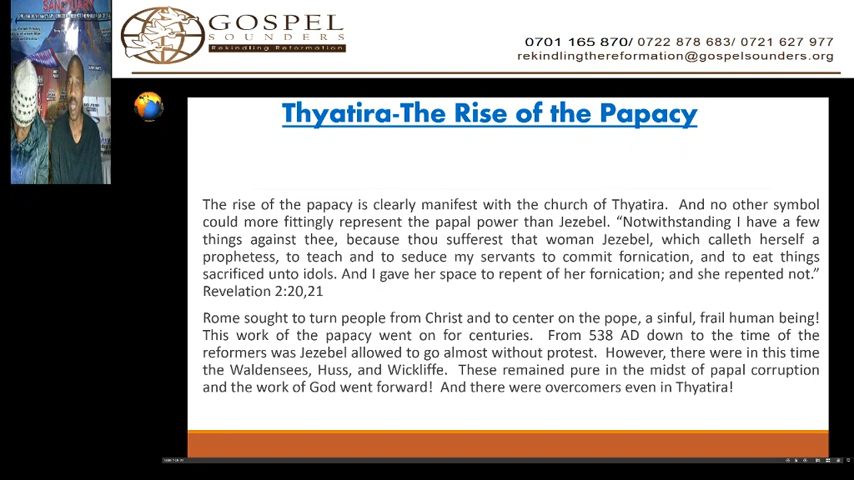 SANCTUARY
GOSPEL
SOUNDERS
Rekindling Reformation
0701 165 870/ 0722 878 683/ 0721 627 977
rekindlingthereformation@gospelsounders.org
Thyatira-The Rise of the Papacy
The rise of the papacy is clearly manifest with the church of Thyatira. And no other symbol
could more fittingly represent the papal power than Jezebel. “Notwithstanding I have a few
things against thee, because thou sufferest that woman Jezebel, which calleth herself a
prophetess, to teach and to seduce my servants to commit fornication, and to eat things
sacrificed unto idols. And I gave her space to repent of her fornication; and she repented not.”
Revelation 2:20,21
Rome sought to turn people from Christ and to center on the pope, a sinful, frail human being!
This work of the papacy went on for centuries. From 538 AD down to the time of the
reformers was Jezebel allowed to go almost without protest. However, there were in this time
the Waldensees, Huss, and Wickliffe. These remained pure in the midst of papal corruption
and the work of God went forward! And there were overcomers even in Thyatira!